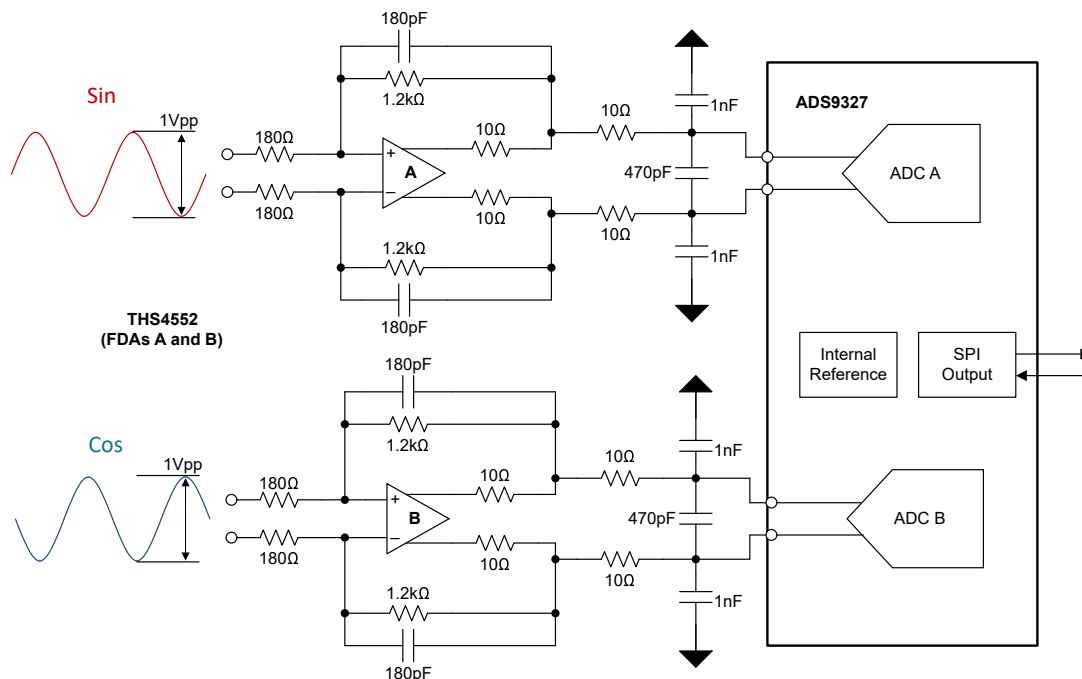 180pF
1.2kΩ
Sin
1Vpp
180Ω
180Ω
+
−
A
10Ω
10Ω
10Ω
10Ω
1nF
470pF
1nF
ADS9327
ADC A
1.2kΩ
180pF
THS4552
(FDAs A and B)
Internal
Reference
SPI
Output
180pF
1.2kΩ
Cos
1Vpp
180Ω
180Ω
+
−
B
10Ω
10Ω
10Ω
10Ω
1nF
470pF
1nF
ADC B
1.2kΩ
180pF